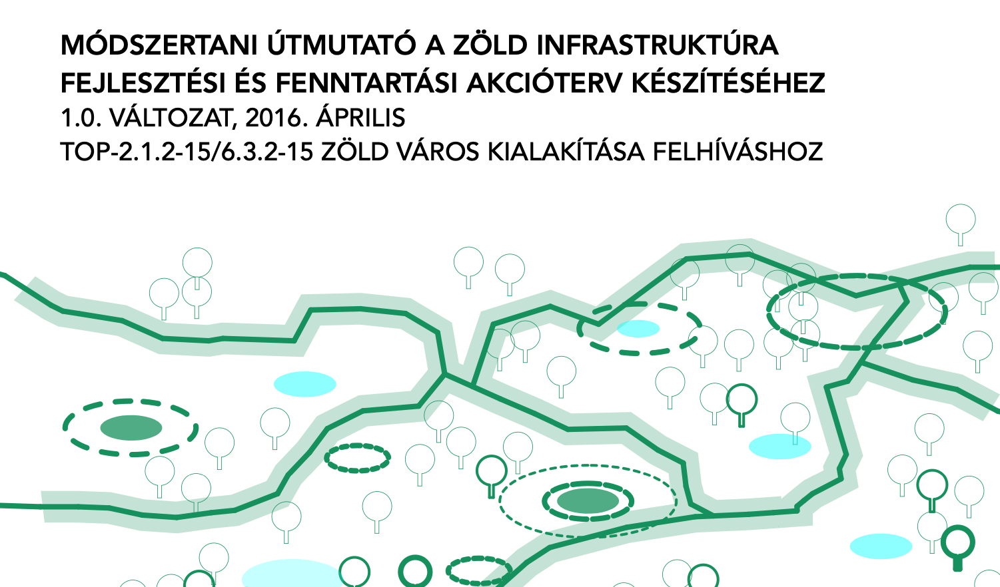 MÓDSZERTANI ÚTMUTATÓ A ZÖLD INFRASTRUKTÚRA
FEJLESZTÉSI ÉS FENNTARTÁSI AKCIÓTERV KÉSZÍTÉSÉHEZ
1.0. VÁLTOZAT, 2016. ÁPRILIS
TOP-2.1.2-15/6.3.2-15 ZÖLD VÁROS KIALAKÍTÁSA FELHÍVÁSHOZ